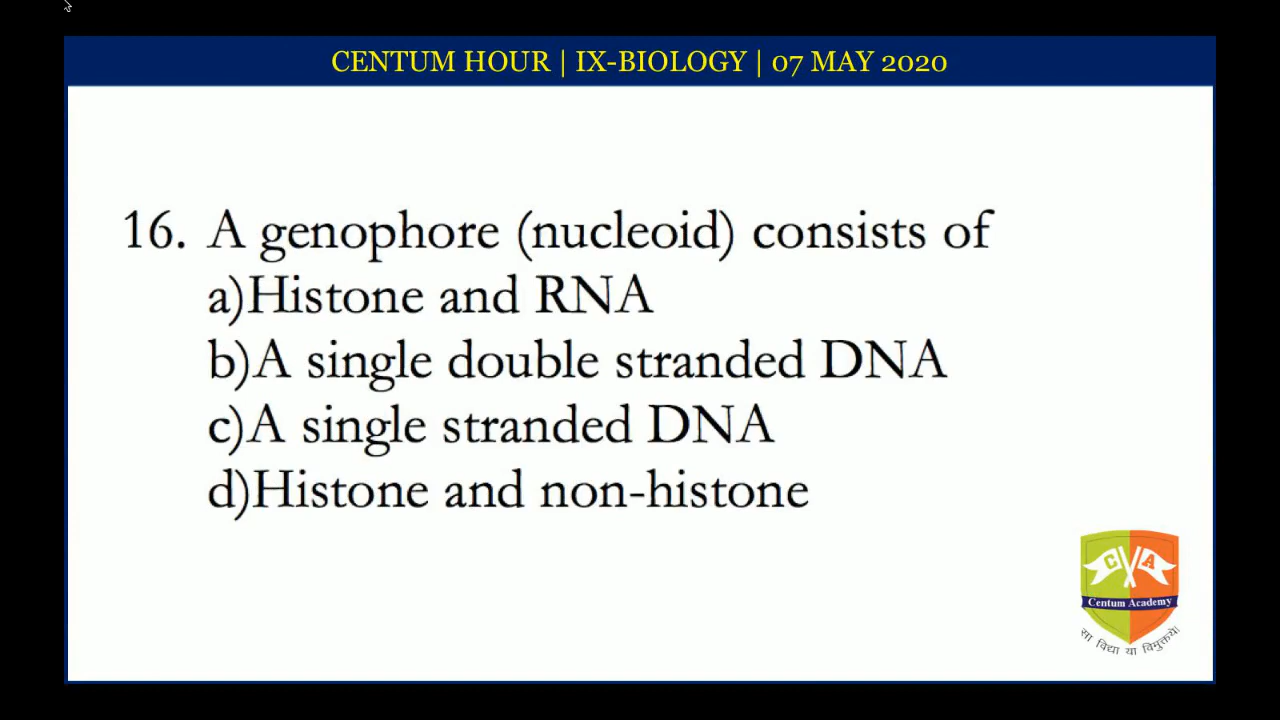 CENTUM HOUR | IX-BIOLOGY | 07 MAY 2020
16. A genophore (nucleoid) consists of
a)Histone and RNA
b)A single double stranded DNA
c)A single stranded DNA
d)Histone and non-histone
C A
Centum Academy
सा विद्या या विमुक्तये।